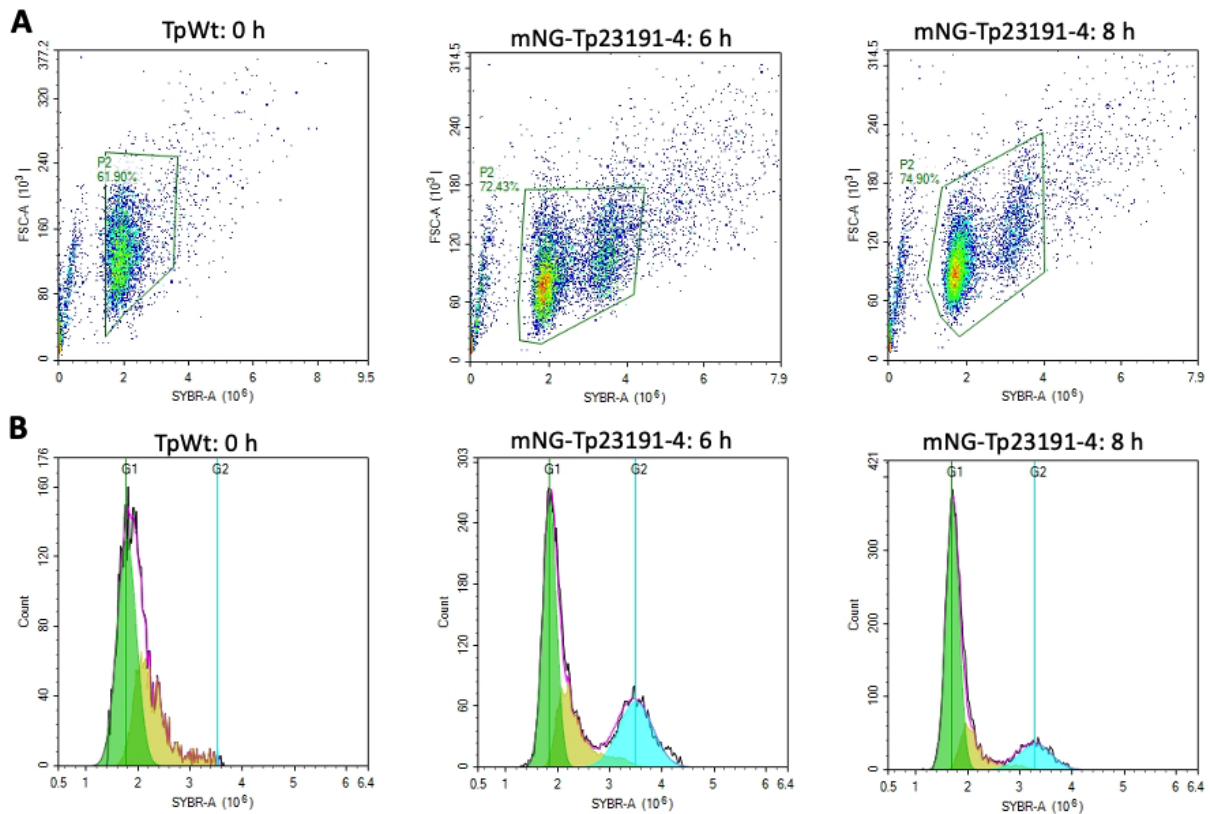 A
TpWt: 0 h
mNG-Tp23191-4: 6 h
mNG-Tp23191-4: 8 h
377.2
320
240
160
80
0
FSC-A (10³)
P2
61.90%
0
2
4
6
8
9.5
SYBR-A (10⁶)
314.5
240
180
120
60
0
FSC-A (10³)
P2
72.43%
0
2
4
6
7.9
SYBR-A (10⁶)
314.5
240
180
120
60
0
FSC-A (10³)
P2
74.90%
0
2
4
6
7.9
SYBR-A (10⁶)
B
TpWt: 0 h
mNG-Tp23191-4: 6 h
mNG-Tp23191-4: 8 h
176
160
120
80
40
0
Count
G1
G2
0.5
1
2
3
4
5
6
6.4
SYBR-A (10⁶)
303
240
180
120
60
0
Count
G1
G2
0.5
1
2
3
4
5
6
6.4
SYBR-A (10⁶)
421
300
200
100
0
Count
G1
G2
0.5
1
2
3
4
5
6
6.4
SYBR-A (10⁶)